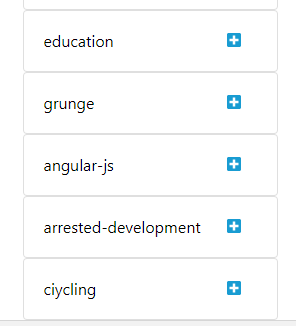 education
grunge
angular-js
arrested-development
ciycling